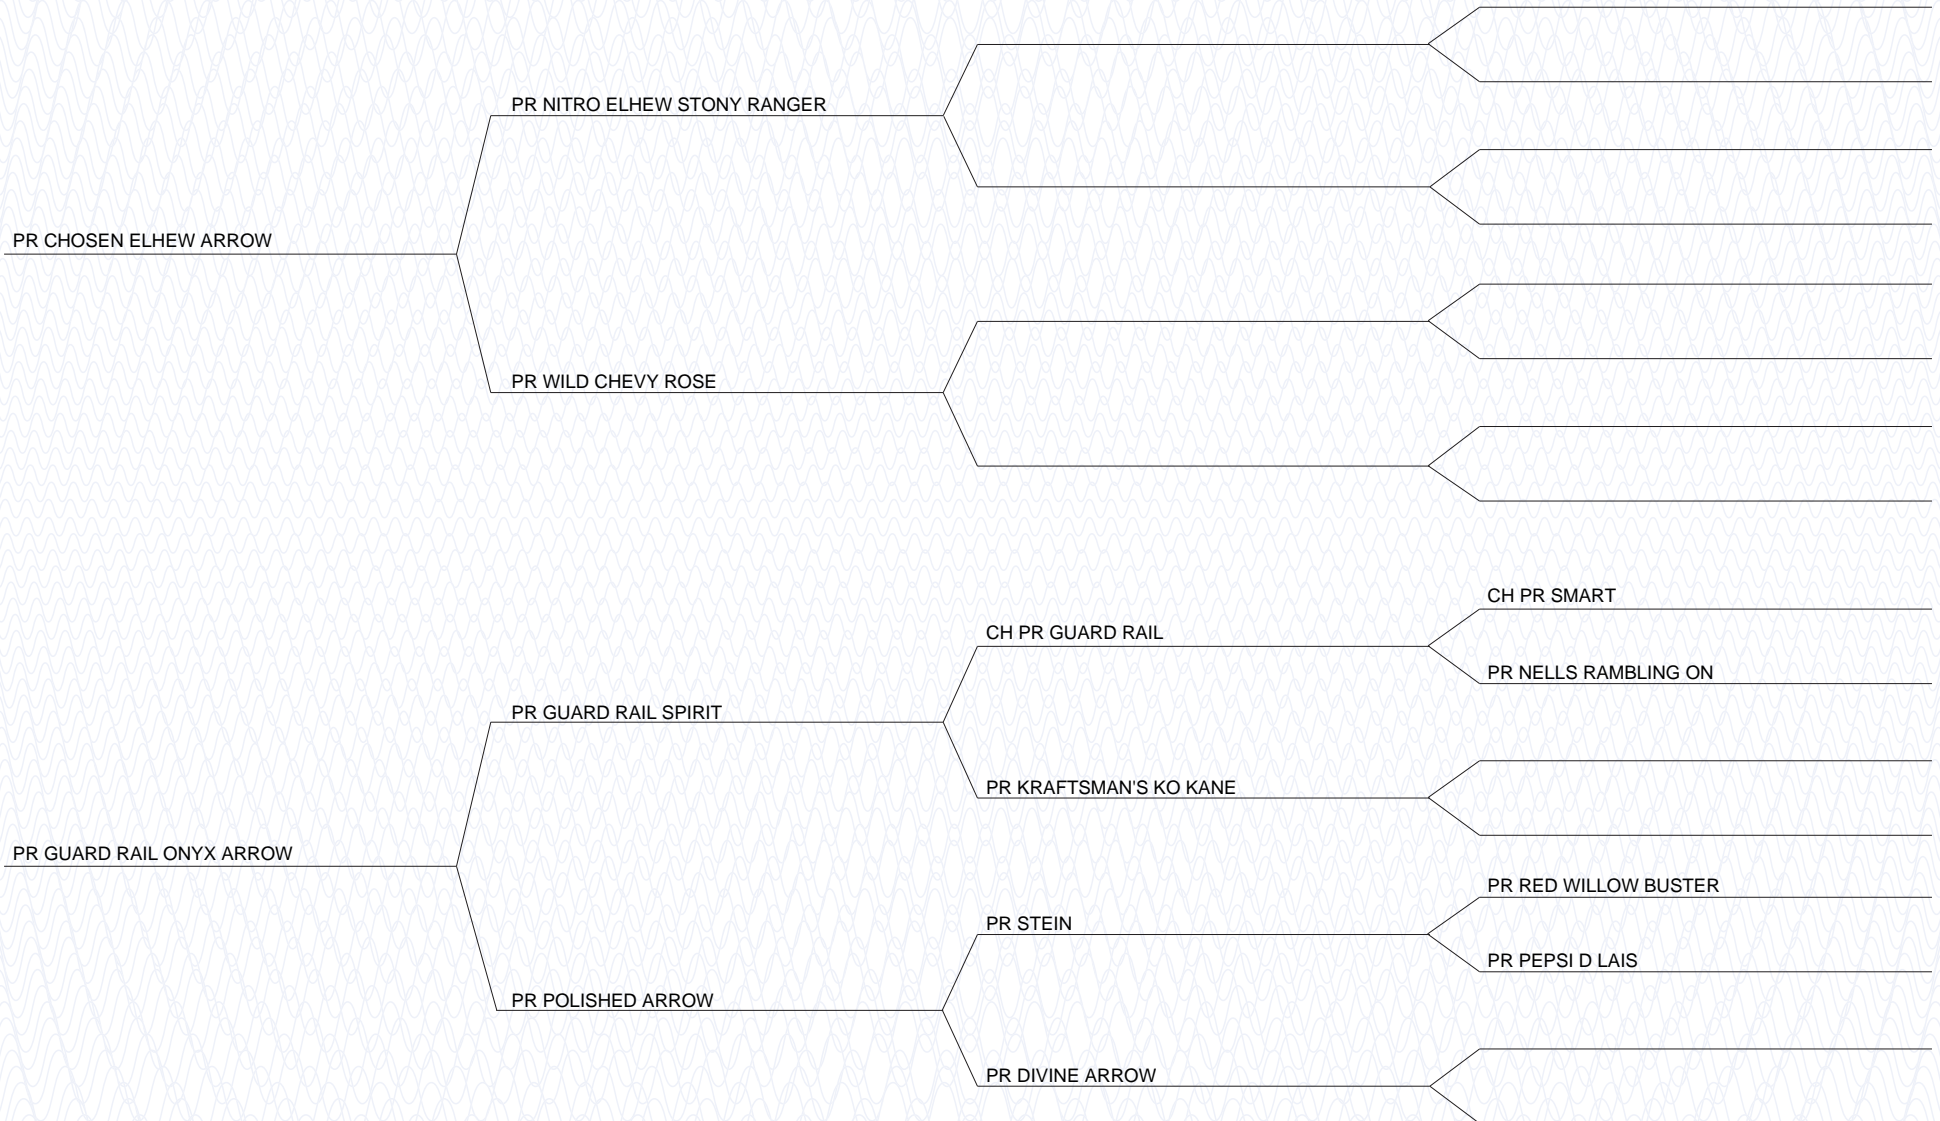 PR NITRO ELHEW STONY RANGER
PR CHOSEN ELHEW ARROW
PR WILD CHEVY ROSE
CH PR SMART
CH PR GUARD RAIL
PR NELLS RAMBLING ON
PR GUARD RAIL SPIRIT
PR KRAFTSMAN'S KO KANE
PR GUARD RAIL ONYX ARROW
PR RED WILLOW BUSTER
PR STEIN
PR PEPSI D LAIS
PR POLISHED ARROW
PR DIVINE ARROW